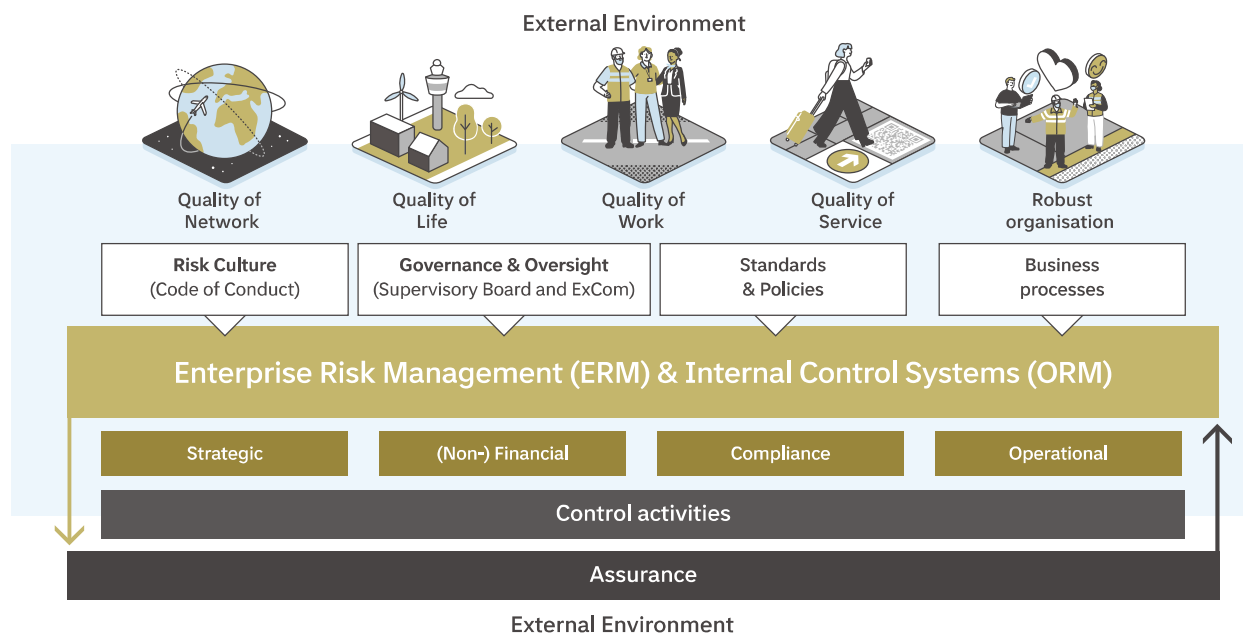 External Environment
Quality of
Network
Quality of
Life
Quality of
Work
Quality of
Service
Robust
organisation
Risk Culture
(Code of Conduct)
Governance & Oversight
(Supervisory Board and ExCom)
Standards
& Policies
Business
processes
Enterprise Risk Management (ERM) & Internal Control Systems (ORM)
Strategic
(Non-) Financial
Compliance
Operational
Control activities
Assurance
External Environment